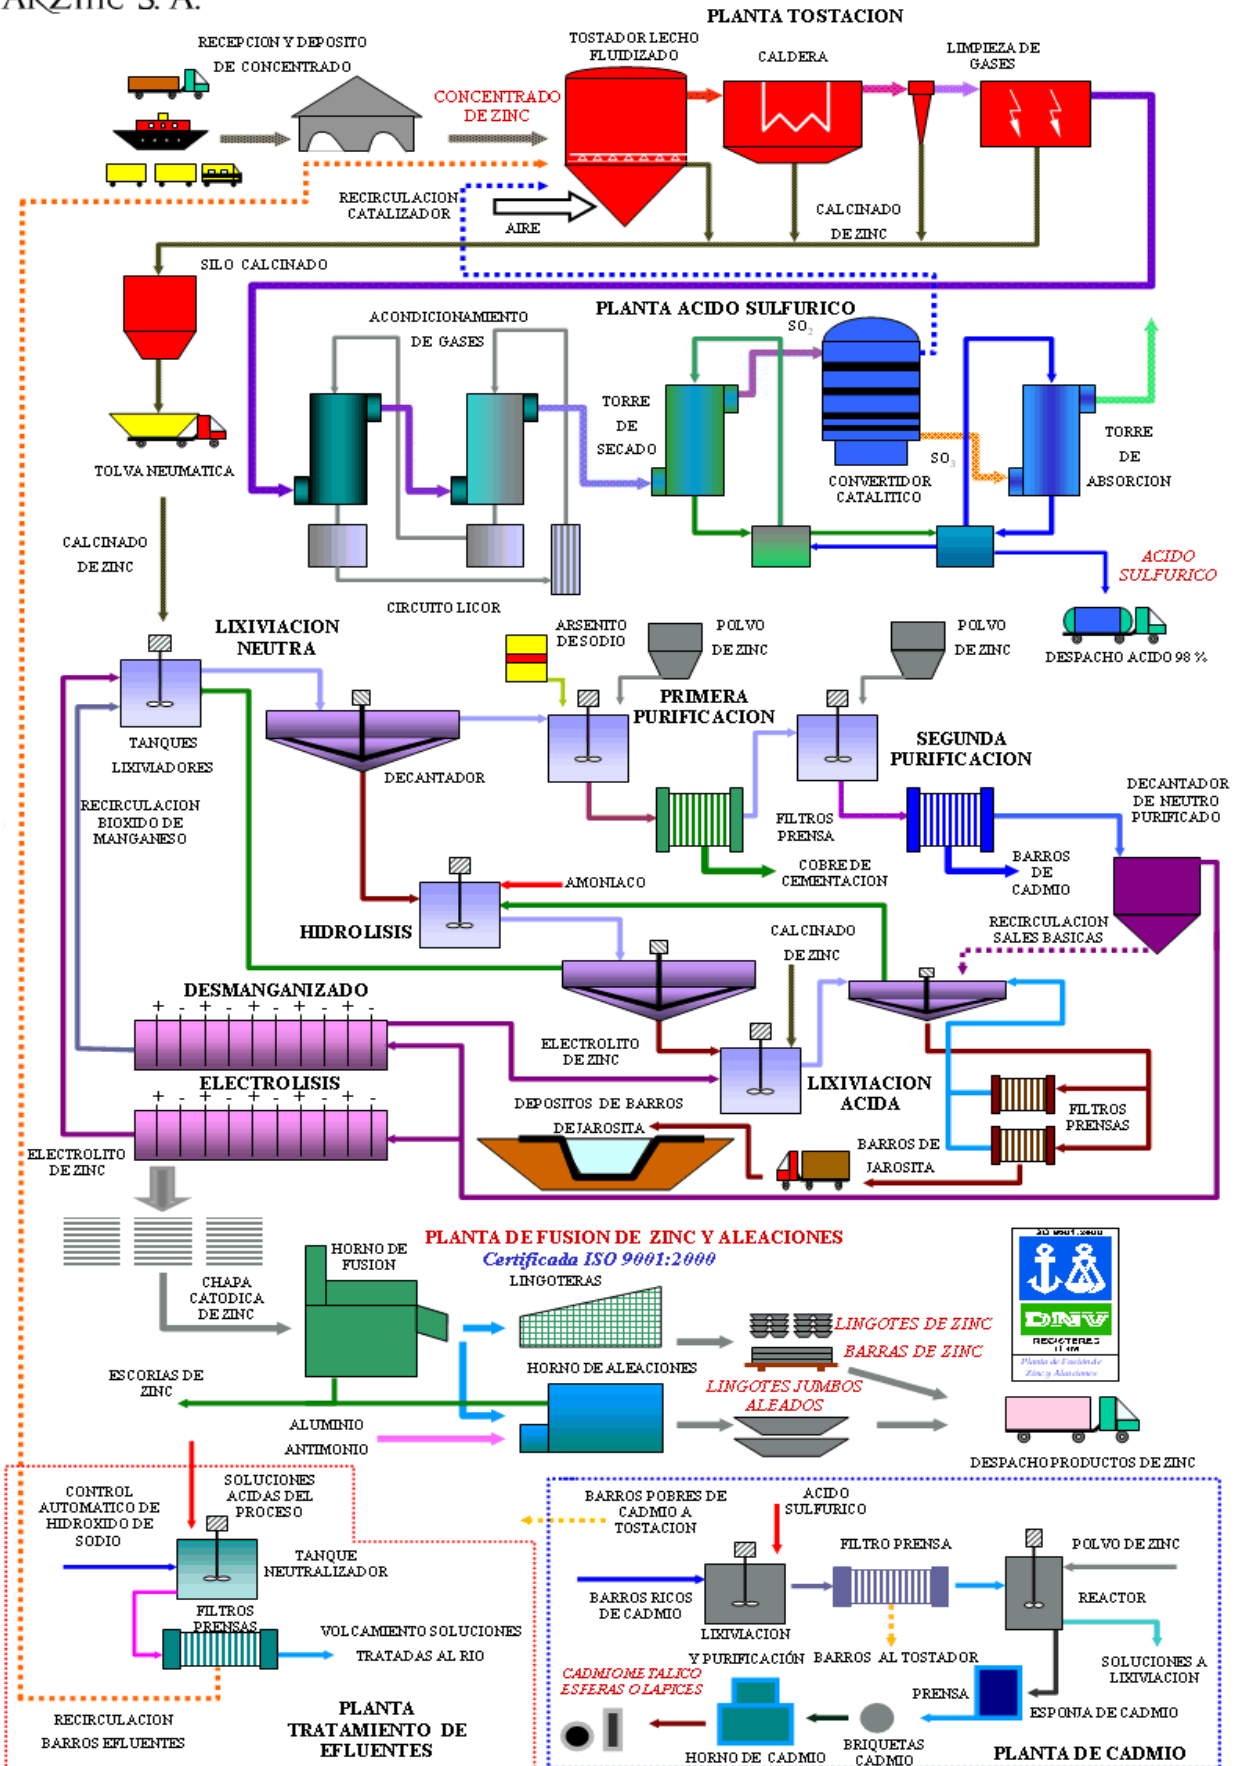 ARZinc S. A.
PLANTA TOSTACION
RECEPCION Y DEPOSITO
DE CONCENTRADO
TOSTADOR LECHO
FLUIDIZADO
CALDERA
LIMPIEZA DE
GASES
CONCENTRADO
DE ZINC
RECIRCULACION
CATALIZADOR
AIRE
CALCINADO
DE ZINC
SILO CALCINADO
PLANTA ACIDO SULFURICO
ACONDICIONAMIENTO
DE GASES
SO2
TORRE
DE
SECADO
TORRE
DE
ABSORCION
SO3
CONVERTIDOR
CATALITICO
TOLVA NEUMATICA
CALCINADO
DE ZINC
ACIDO
SULFURICO
CIRCUITO LICOR
DESPACHO ACIDO 98 %
LIXIVIACION
NEUTRA
ARSENITO
DE SODIO
POLVO
DE ZINC
POLVO
DE ZINC
PRIMERA
PURIFICACION
SEGUNDA
PURIFICACION
TANQUES
LIXIVIADORES
DECANTADOR
DECANTADOR
DE NEUTRO
PURIFICADO
RECIRCULACION
BIOXIDO DE
MANGANESO
FILTROS
PRENSA
COBRE DE
CEMENTACION
BARROS
DE
CADMIO
AMONIACO
HIDROLISIS
CALCINADO
DE ZINC
RECIRCULACION
SALES BASICAS
DESMANGANIZADO
+ - + - + - + - + -
ELECTROLITO
DE ZINC
ELECTROLISIS
+ - + - + - + - + -
LIXIVIACION
ACIDA
FILTROS
PRENSAS
DEPOSITOS DE BARROS
DE JAROSITA
BARROS DE
JAROSITA
ELECTROLITO
DE ZINC
PLANTA DE FUSION DE ZINC Y ALEACIONES
Certificada ISO 9001:2000
HORNO DE
FUSION
LINGOTERAS
CHAPA
CATODICA
DE ZINC
LINGOTES DE ZINC
BARRAS DE ZINC
DNV
Planta de Fusión de
Zinc y Aleaciones
HORNO DE ALEACIONES
ESCORIAS DE
ZINC
LINGOTES JUMBOS
ALEADOS
ALUMINIO
ANTIMONIO
DESPACHO PRODUCTOS DE ZINC
CONTROL
AUTOMATICO DE
HIDROXIDO DE
SODIO
SOLUCIONES
ACIDAS DEL
PROCESO
TANQUE
NEUTRALIZADOR
FILTROS
PRENSAS
VOLCAMIENTO SOLUCIONES
TRATADAS AL RIO
RECIRCULACION
BARROS EFLUENTES
PLANTA
TRATAMIENTO DE
EFLUENTES
BARROS POBRES DE
CADMIO A
TOSTACION
ACIDO
SULFURICO
FILTRO PRENSA
POLVO DE ZINC
BARROS RICOS
DE CADMIO
REACTOR
LIXIVIACION
Y PURIFICACIÓN
BARROS AL TOSTADOR
SOLUCIONES A
LIXIVIACION
CADMIO METALICO
ESFERAS O LAPICES
PRENSA
ESPONJA DE CADMIO
HORNO DE CADMIO
BRIQUETAS
CADMIO
PLANTA DE CADMIO